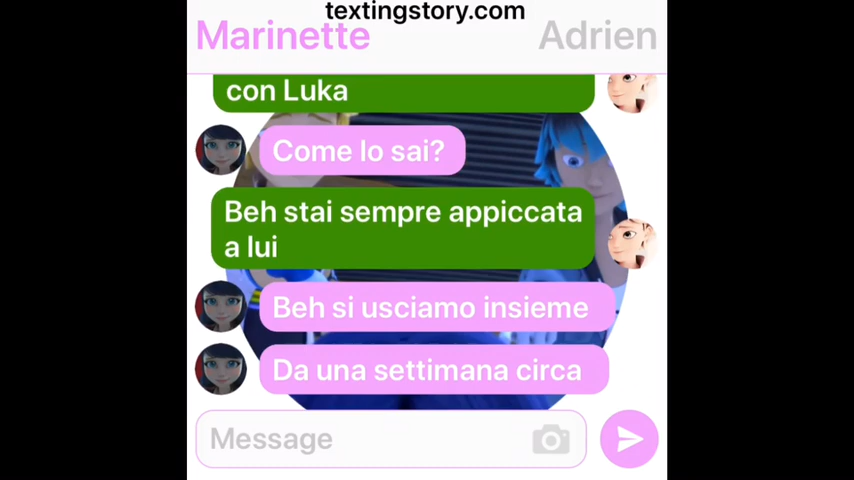 textingstory.com
Marinette
Adrien
con Luka
Come lo sai?
Beh stai sempre appiccata
a lui
Beh si usciamo insieme
Da una settimana circa
Message